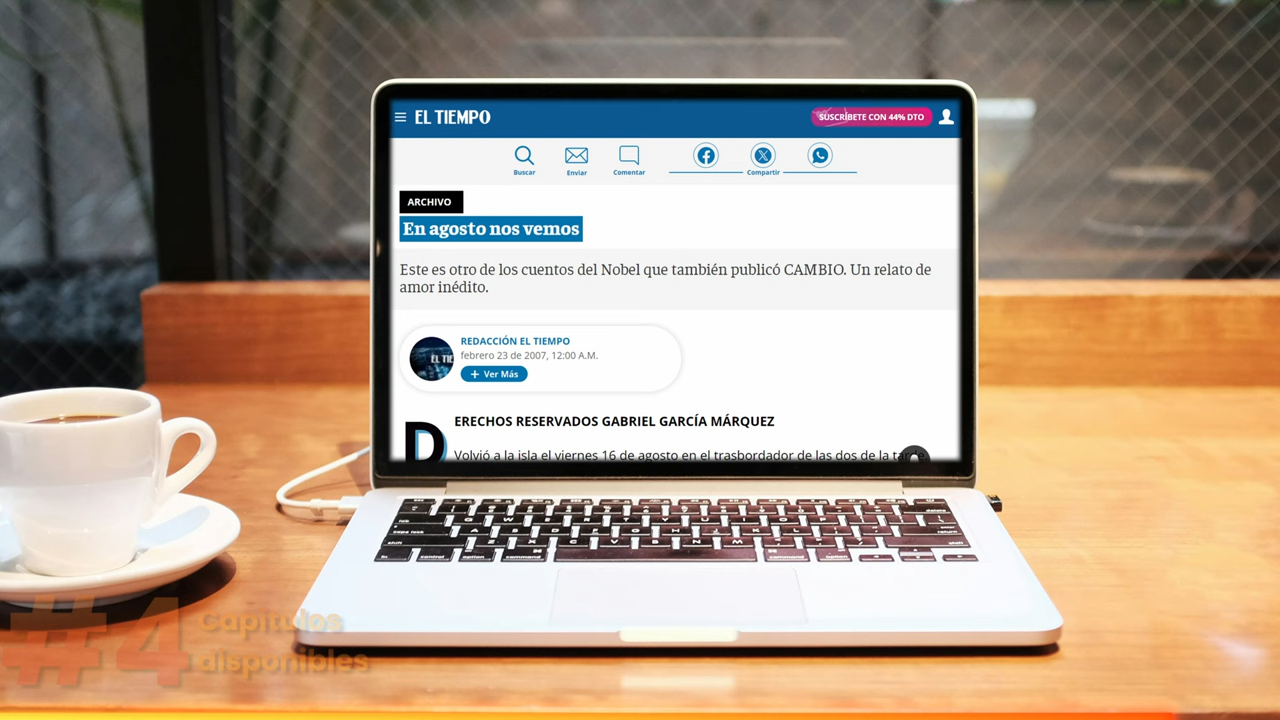 EL TIEMPO
SUSCRÍBETE CON 44% DTO
Buscar
Enviar
Comentar
Compartir
ARCHIVO
En agosto nos vemos
Este es otro de los cuentos del Nobel que también publicó CAMBIO. Un relato de
amor inédito.
REDACCIÓN EL TIEMPO
febrero 23 de 2007, 12:00 A.M.
+ Ver Más
DERECHOS RESERVADOS GABRIEL GARCÍA MÁRQUEZ
Volvió a la isla el viernes 16 de agosto en el trasbordador de las dos de la tarde
#4
Capítulos
disponibles